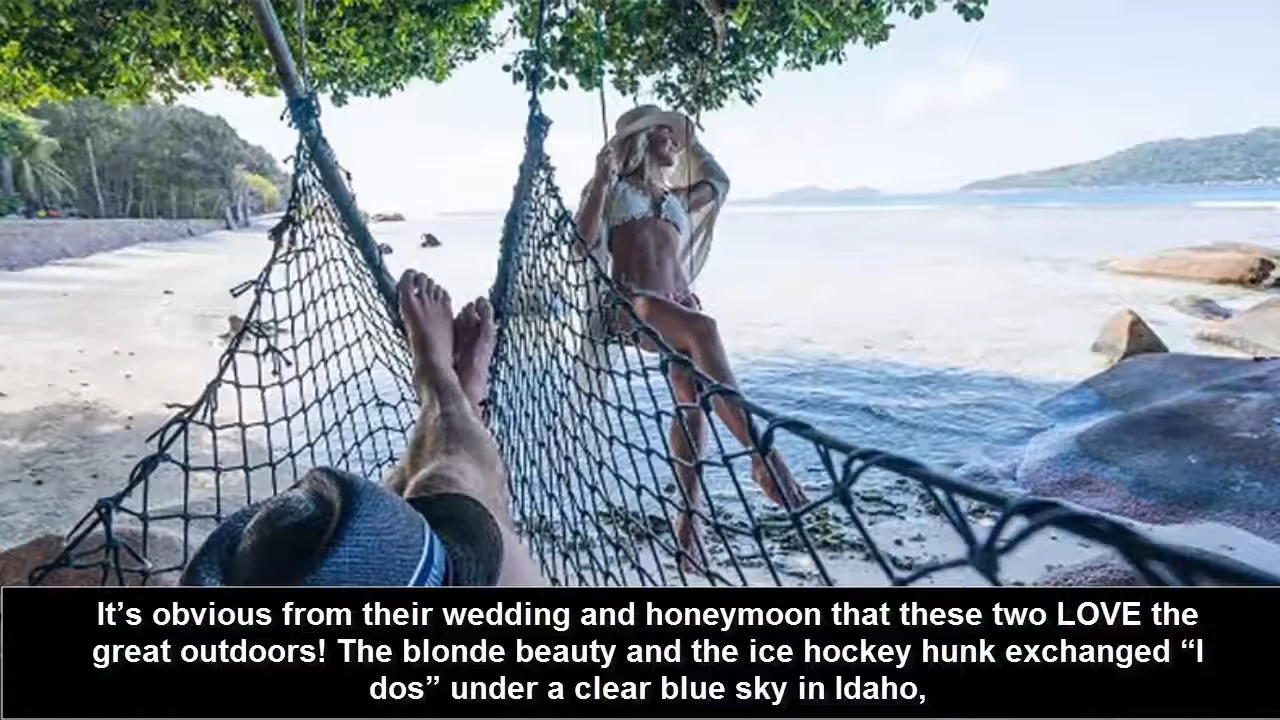 It’s obvious from their wedding and honeymoon that these two LOVE the
great outdoors! The blonde beauty and the ice hockey hunk exchanged “I
dos” under a clear blue sky in Idaho,